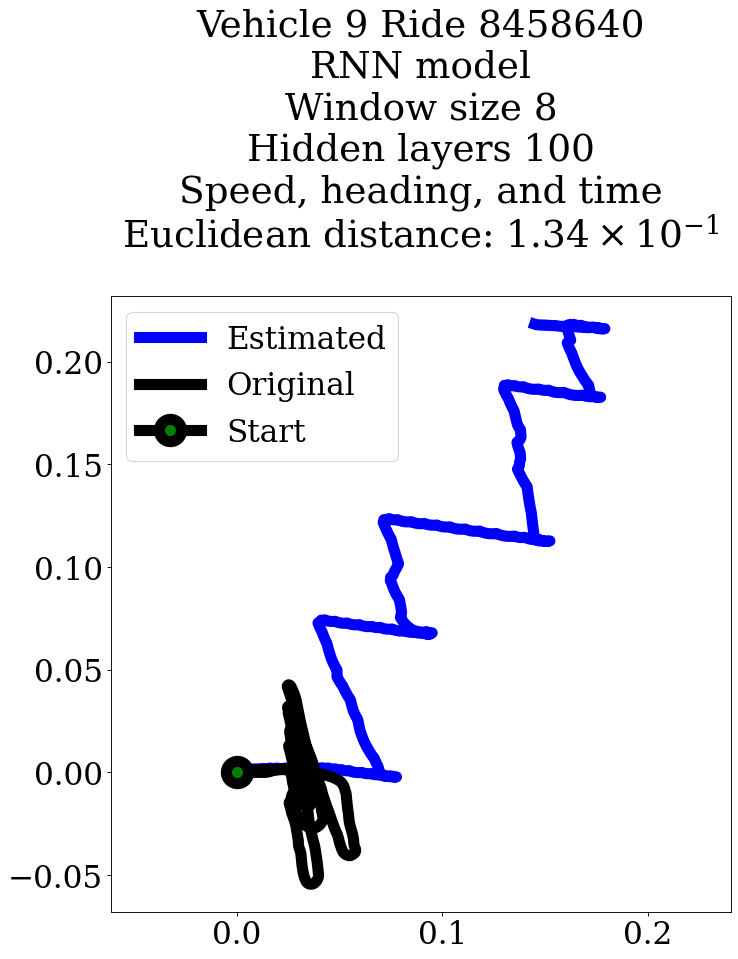 Vehicle 9 Ride 8458640
RNN model
Window size 8
Hidden layers 100
Speed, heading, and time
Euclidean distance: 1.34 × 10⁻¹
Estimated
Original
Start
0.20
0.15
0.10
0.05
0.00
−0.05
0.0 0.1 0.2